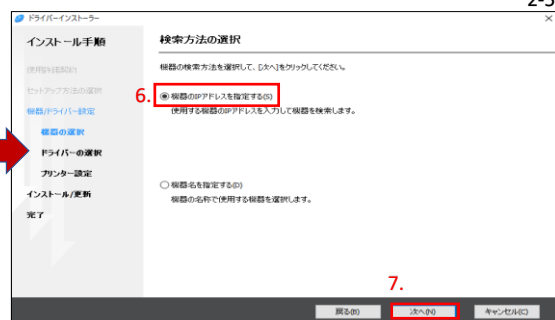 2-5
ドライバーインストーラー
インストール手順
使用許諾契約
セットアップ方法の選択
機器/ドライバー設定
機器の選択
ドライバーの選択
プリンター設定
インストール/更新
完了
検索方法の選択
機器の検索方法を選択して、[次へ]をクリックしてください。
6.
機器のIPアドレスを指定する(S)
使用する機器のIPアドレスを入力して機器を検索します。
機器名を指定する(D)
機器の名称で使用する機器を選択します。
7.
戻る(B)
次へ(N)
キャンセル(C)